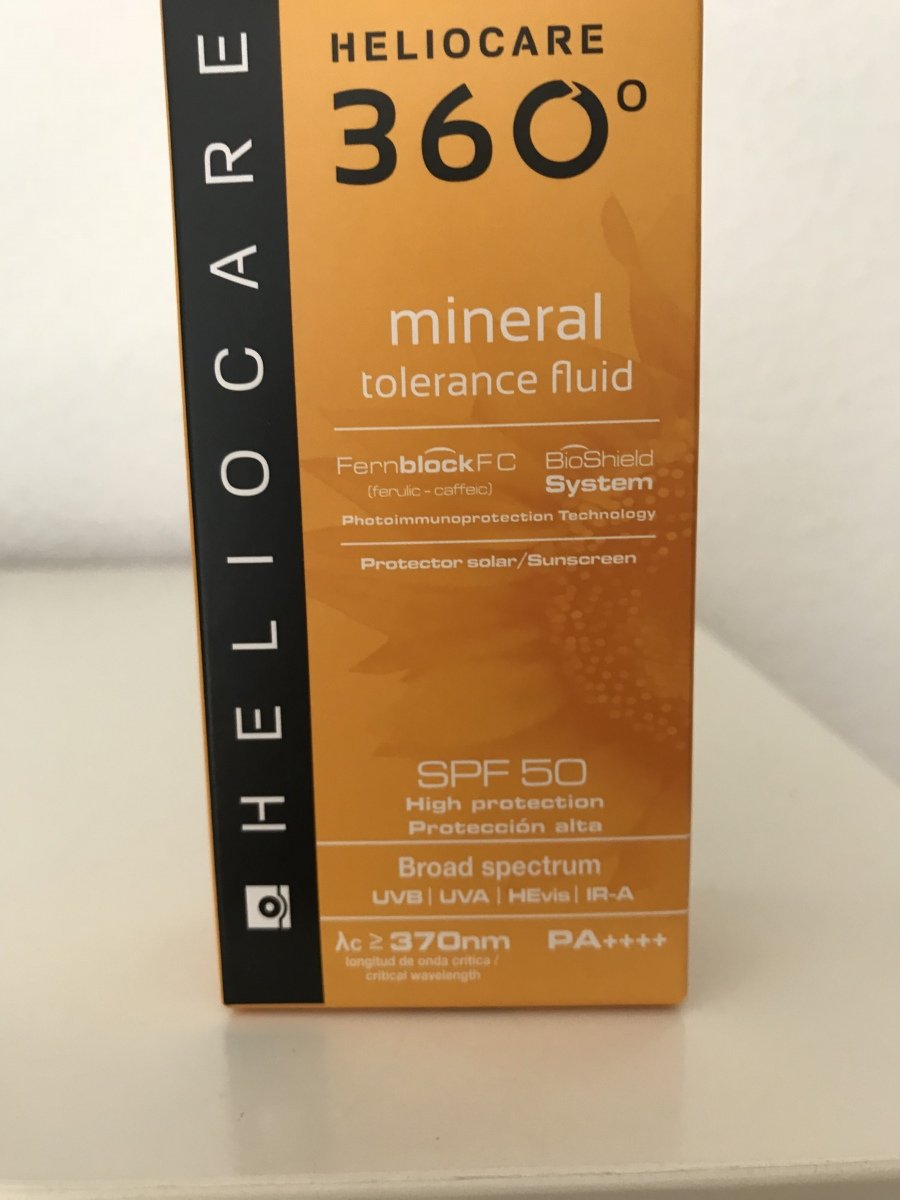 HELIOCARE
HELIOCARE
360º
mineral
tolerance fluid
FernblockFC
(ferulic - caffeic)
BioShield
System
Photoimmunoprotection Technology
Protector solar/Sunscreen
SPF 50
High protection
Protección alta
Broad spectrum
UVB | UVA | HEvis | IR-A
λc ≥ 370nm
longitud de onda crítica /
critical wavelength
PA++++